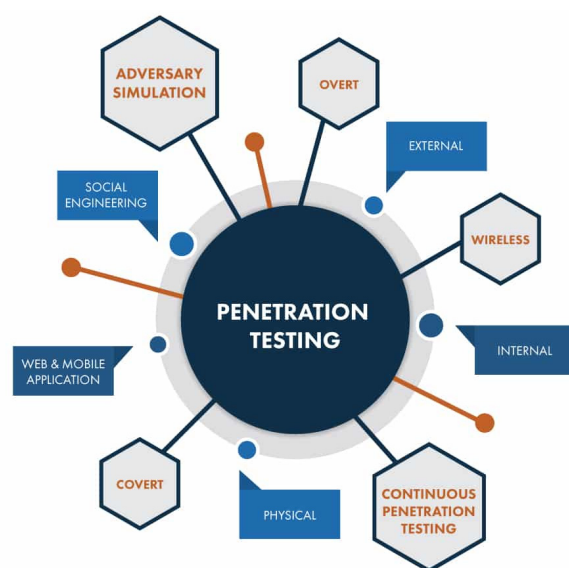 ADVERSARY
SIMULATION
OVERT
EXTERNAL
SOCIAL
ENGINEERING
WIRELESS
PENETRATION
TESTING
INTERNAL
WEB & MOBILE
APPLICATION
COVERT
PHYSICAL
CONTINUOUS
PENETRATION
TESTING